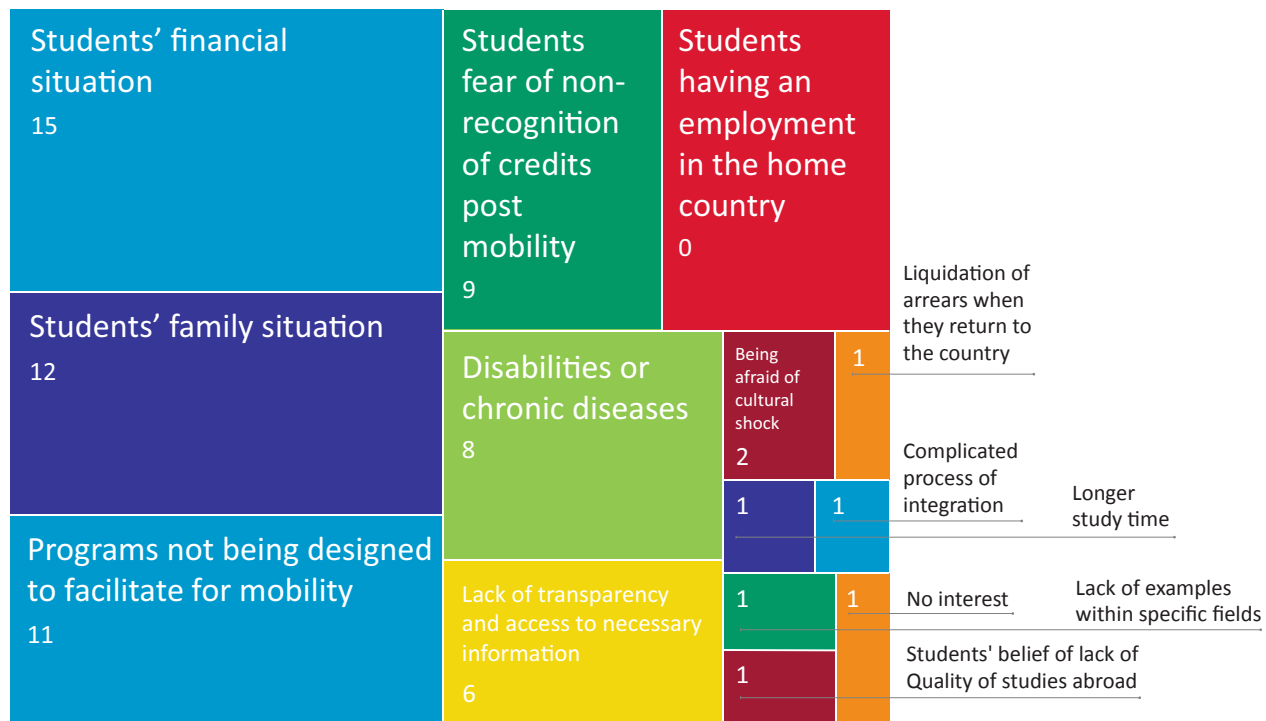 Students’ financial
situation
15
Students’ family situation
12
Programs not being designed
to facilitate for mobility
11
Students
fear of non-
recognition
of credits
post
mobility
9
Students
having an
employment
in the home
country
0
Disabilities or
chronic diseases
8
Lack of transparency
and access to necessary
information
6
Being
afraid of
cultural
shock
2
1
Liquidation of
arrears when
they return to
the country
1
1
Complicated
process of
integration
Longer
study time
1
1
No interest
Lack of examples
within specific fields
1
Students' belief of lack of
Quality of studies abroad